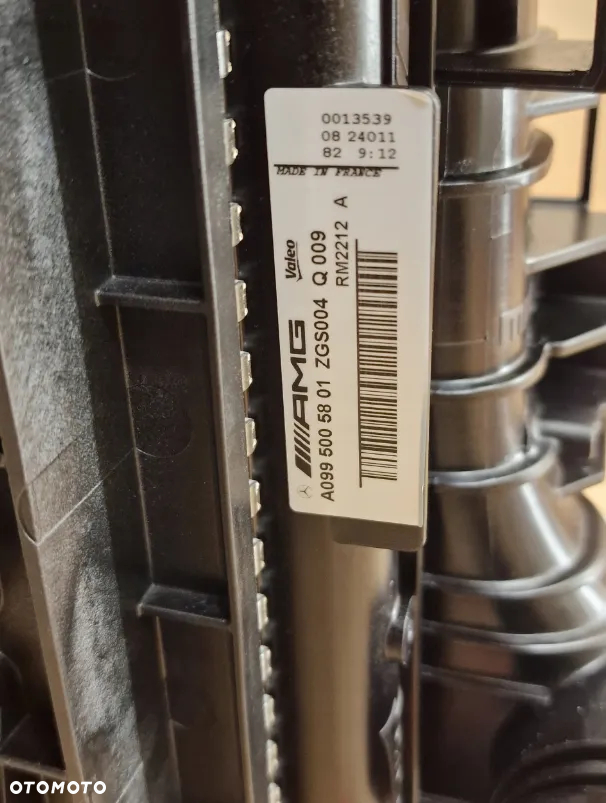 0013539
08 24011
82 9:12
MADE IN FRANCE
Valeo Q 009
RM2212 A
AMG
A099 500 58 01 ZGS004
OTOMOTO